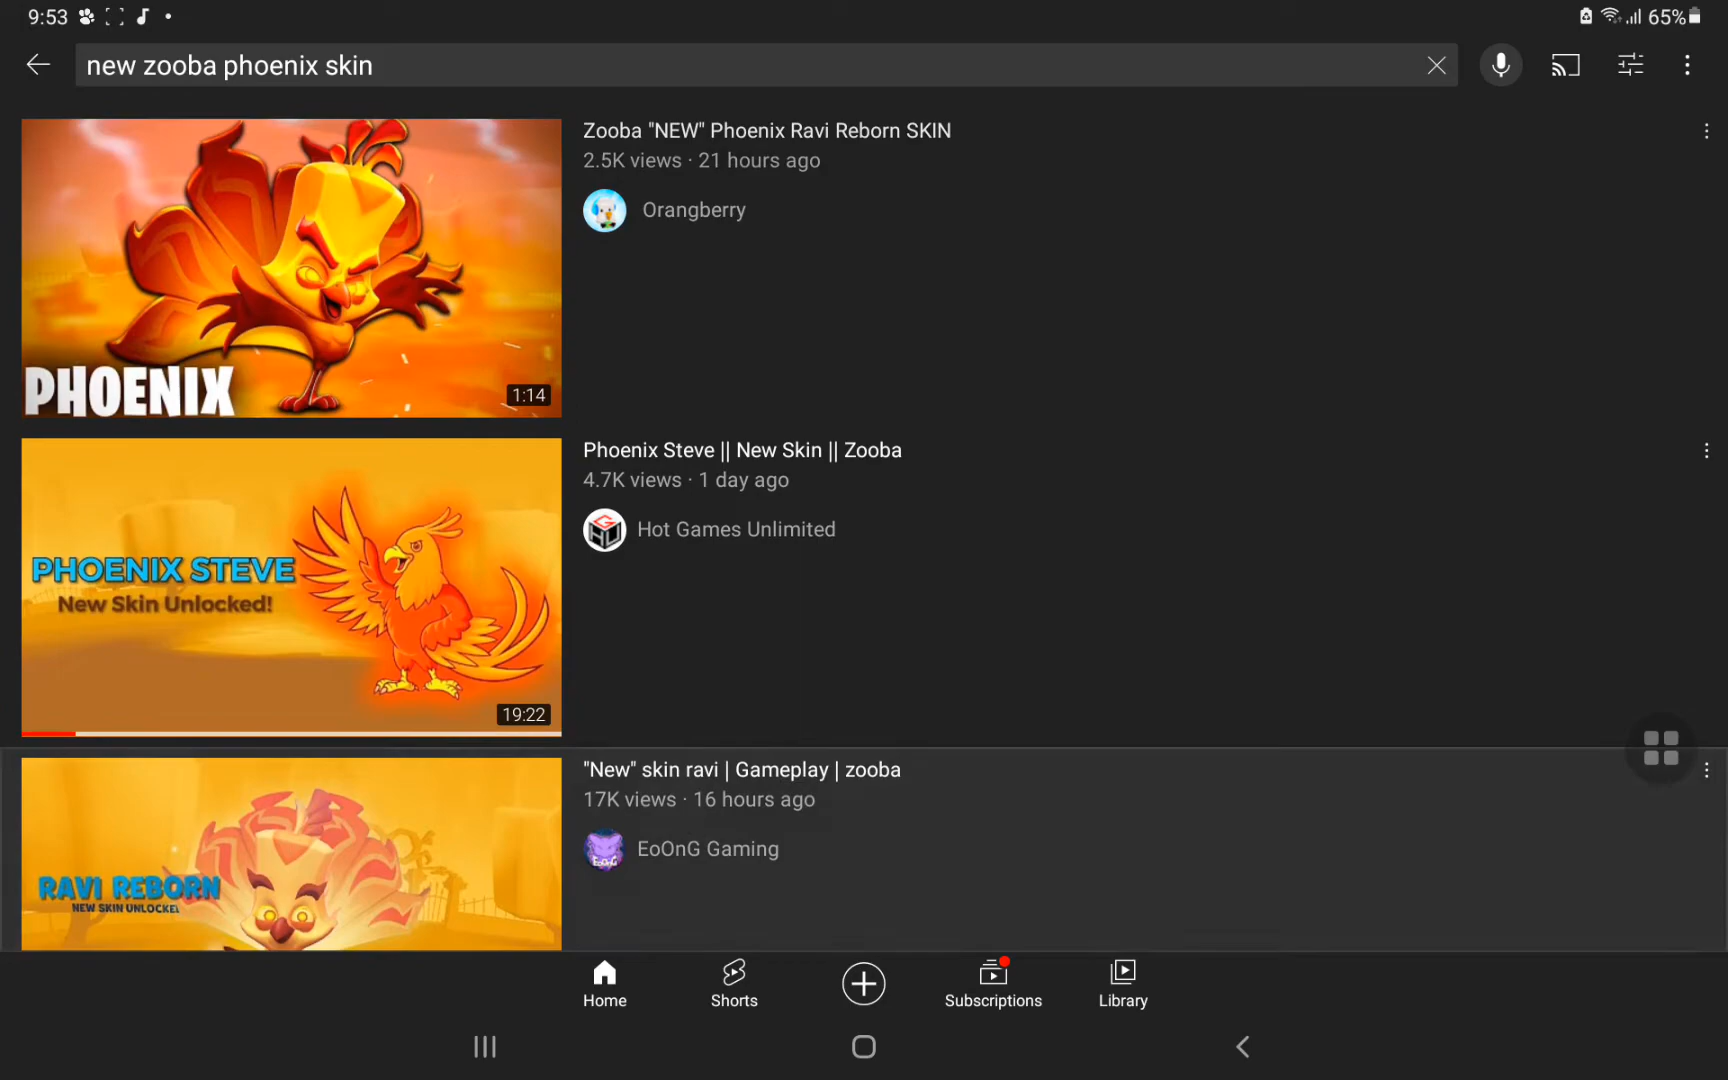 9:53
65%
new zooba phoenix skin
PHOENIX
1:14
Zooba "NEW" Phoenix Ravi Reborn SKIN
2.5K views · 21 hours ago
Orangberry
PHOENIX STEVE
New Skin Unlocked!
19:22
Phoenix Steve || New Skin || Zooba
4.7K views · 1 day ago
GHU
Hot Games Unlimited
RAVI REBORN
NEW SKIN UNLOCKE
"New" skin ravi | Gameplay | zooba
17K views · 16 hours ago
EoOnG
EoOnG Gaming
Home
Shorts
Subscriptions
Library